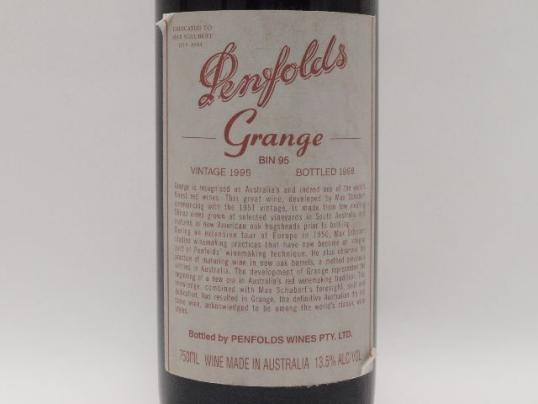 DEDICATED TO
MAX SCHUBERT
Penfolds
Grange
BIN 95
VINTAGE 1995 BOTTLED
Grange is recognised as Australia's and indeed one of the world's
finest red wines. This great wine, developed by Max Schubert
commencing with the 1951 vintage, is made from low yielding
Shiraz vines grown at selected vineyards in South Australia and
matured in new American oak hogsheads prior to bottling.
During an extensive tour of Europe in 1950, Max Schubert
studied winemaking practices that have now become an integral
part of Penfolds' winemaking technique. He also observed the
practice of maturing wine in new oak barrels, a method previously
untried in Australia. The development of Grange represented the
beginning of a new era in Australia's red winemaking tradition. This
knowledge, combined with Max Schubert's foresight, skill and
dedication, has resulted in Grange, the definitive Australian dry red
table wine, acknowledged to be among the world's classic wine
styles.
Bottled by PENFOLDS WINES PTY. LTD.
750ML WINE MADE IN AUSTRALIA 13.5% ALC/VOL